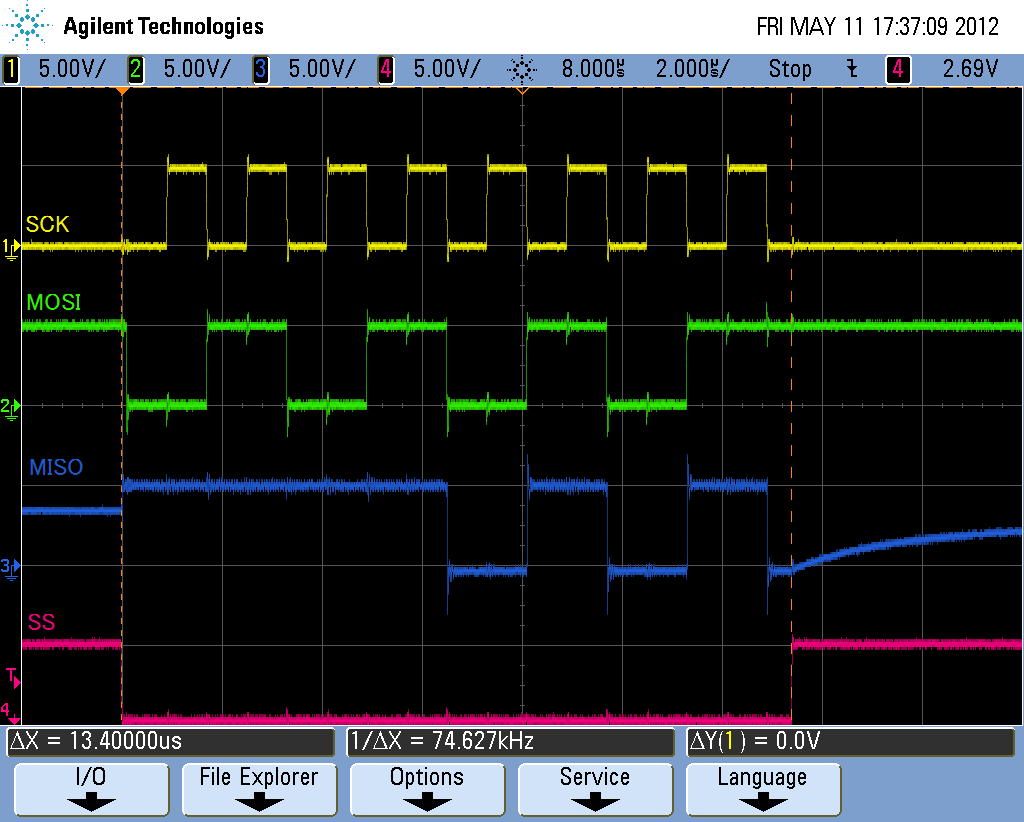 Agilent Technologies FRI MAY 11 17:37:09 2012
1 5.00V/ 2 5.00V/ 3 5.00V/ 4 5.00V/ 8.000µs 2.000µs/ Stop 4 2.69V
SCK
1
MOSI
2
MISO
3
SS
T
4
ΔX = 13.40000us 1/ΔX = 74.627kHz ΔY(1) = 0.0V
I/O File Explorer Options Service Language